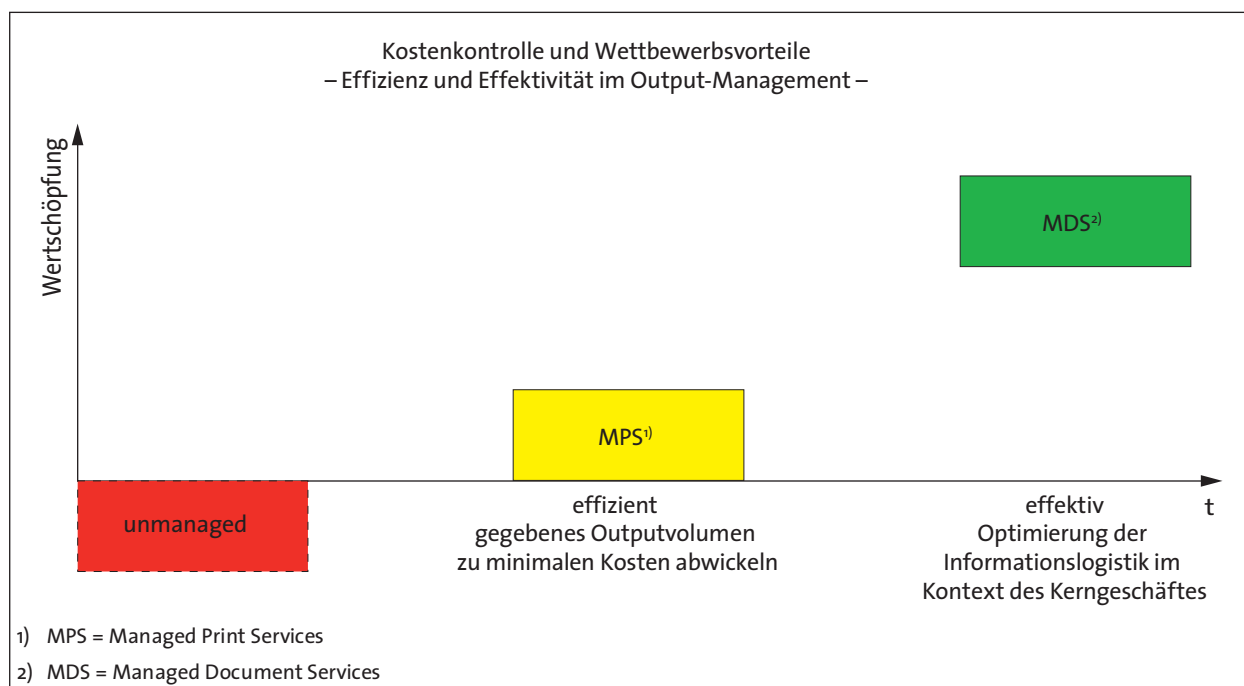 Kostenkontrolle und Wettbewerbsvorteile
– Effizienz und Effektivität im Output-Management –
Wertschöpfung
MDS²⁾
MPS¹⁾
unmanaged
effizient
gegebenes Outputvolumen
zu minimalen Kosten abwickeln
effektiv
Optimierung der
Informationslogistik im
Kontext des Kerngeschäftes
t
1) MPS = Managed Print Services
2) MDS = Managed Document Services